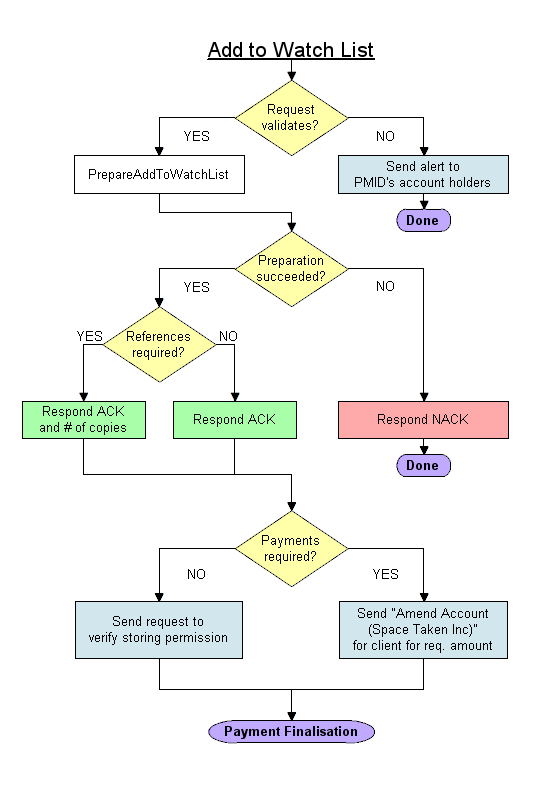 Add to Watch List
Request
validates?
YES
NO
PrepareAddToWatchList
Send alert to
PMID's account holders
Done
Preparation
succeeded?
YES
NO
YES
References
required?
NO
Respond ACK
and # of copies
Respond ACK
Respond NACK
Done
Payments
required?
NO
YES
Send request to
verify storing permission
Send "Amend Account
(Space Taken Inc)"
for client for req. amount
Payment Finalisation